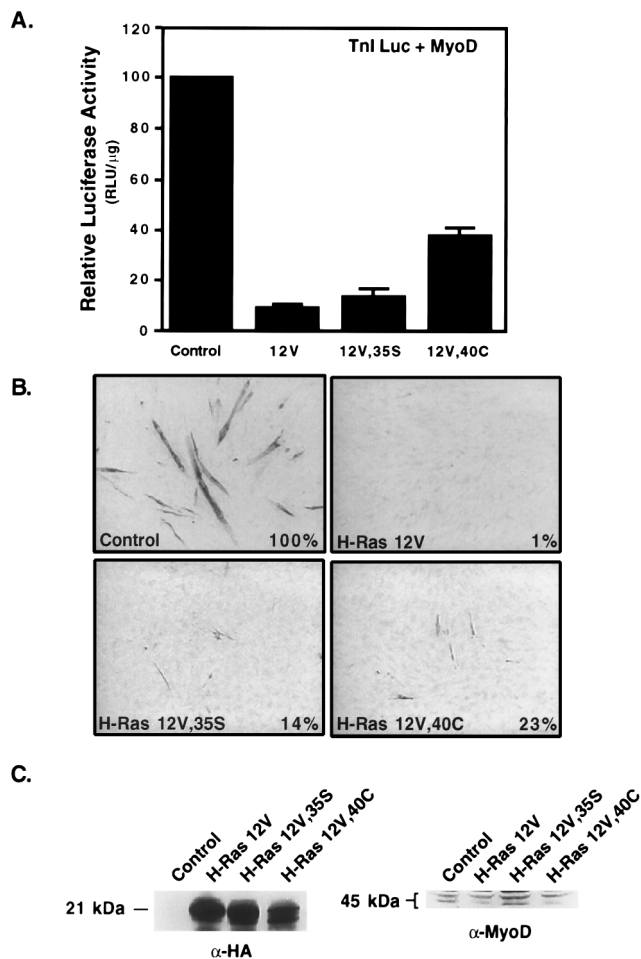 A.
TnI Luc + MyoD
Relative Luciferase Activity
(RLU/µg)
120
100
80
60
40
20
0
Control 12V 12V,35S 12V,40C
B.
Control 100%
H-Ras 12V 1%
H-Ras 12V,35S 14%
H-Ras 12V,40C 23%
C.
Control
H-Ras 12V
H-Ras 12V,35S
H-Ras 12V,40C
21 kDa
α-HA
Control
H-Ras 12V
H-Ras 12V,35S
H-Ras 12V,40C
45 kDa
α-MyoD